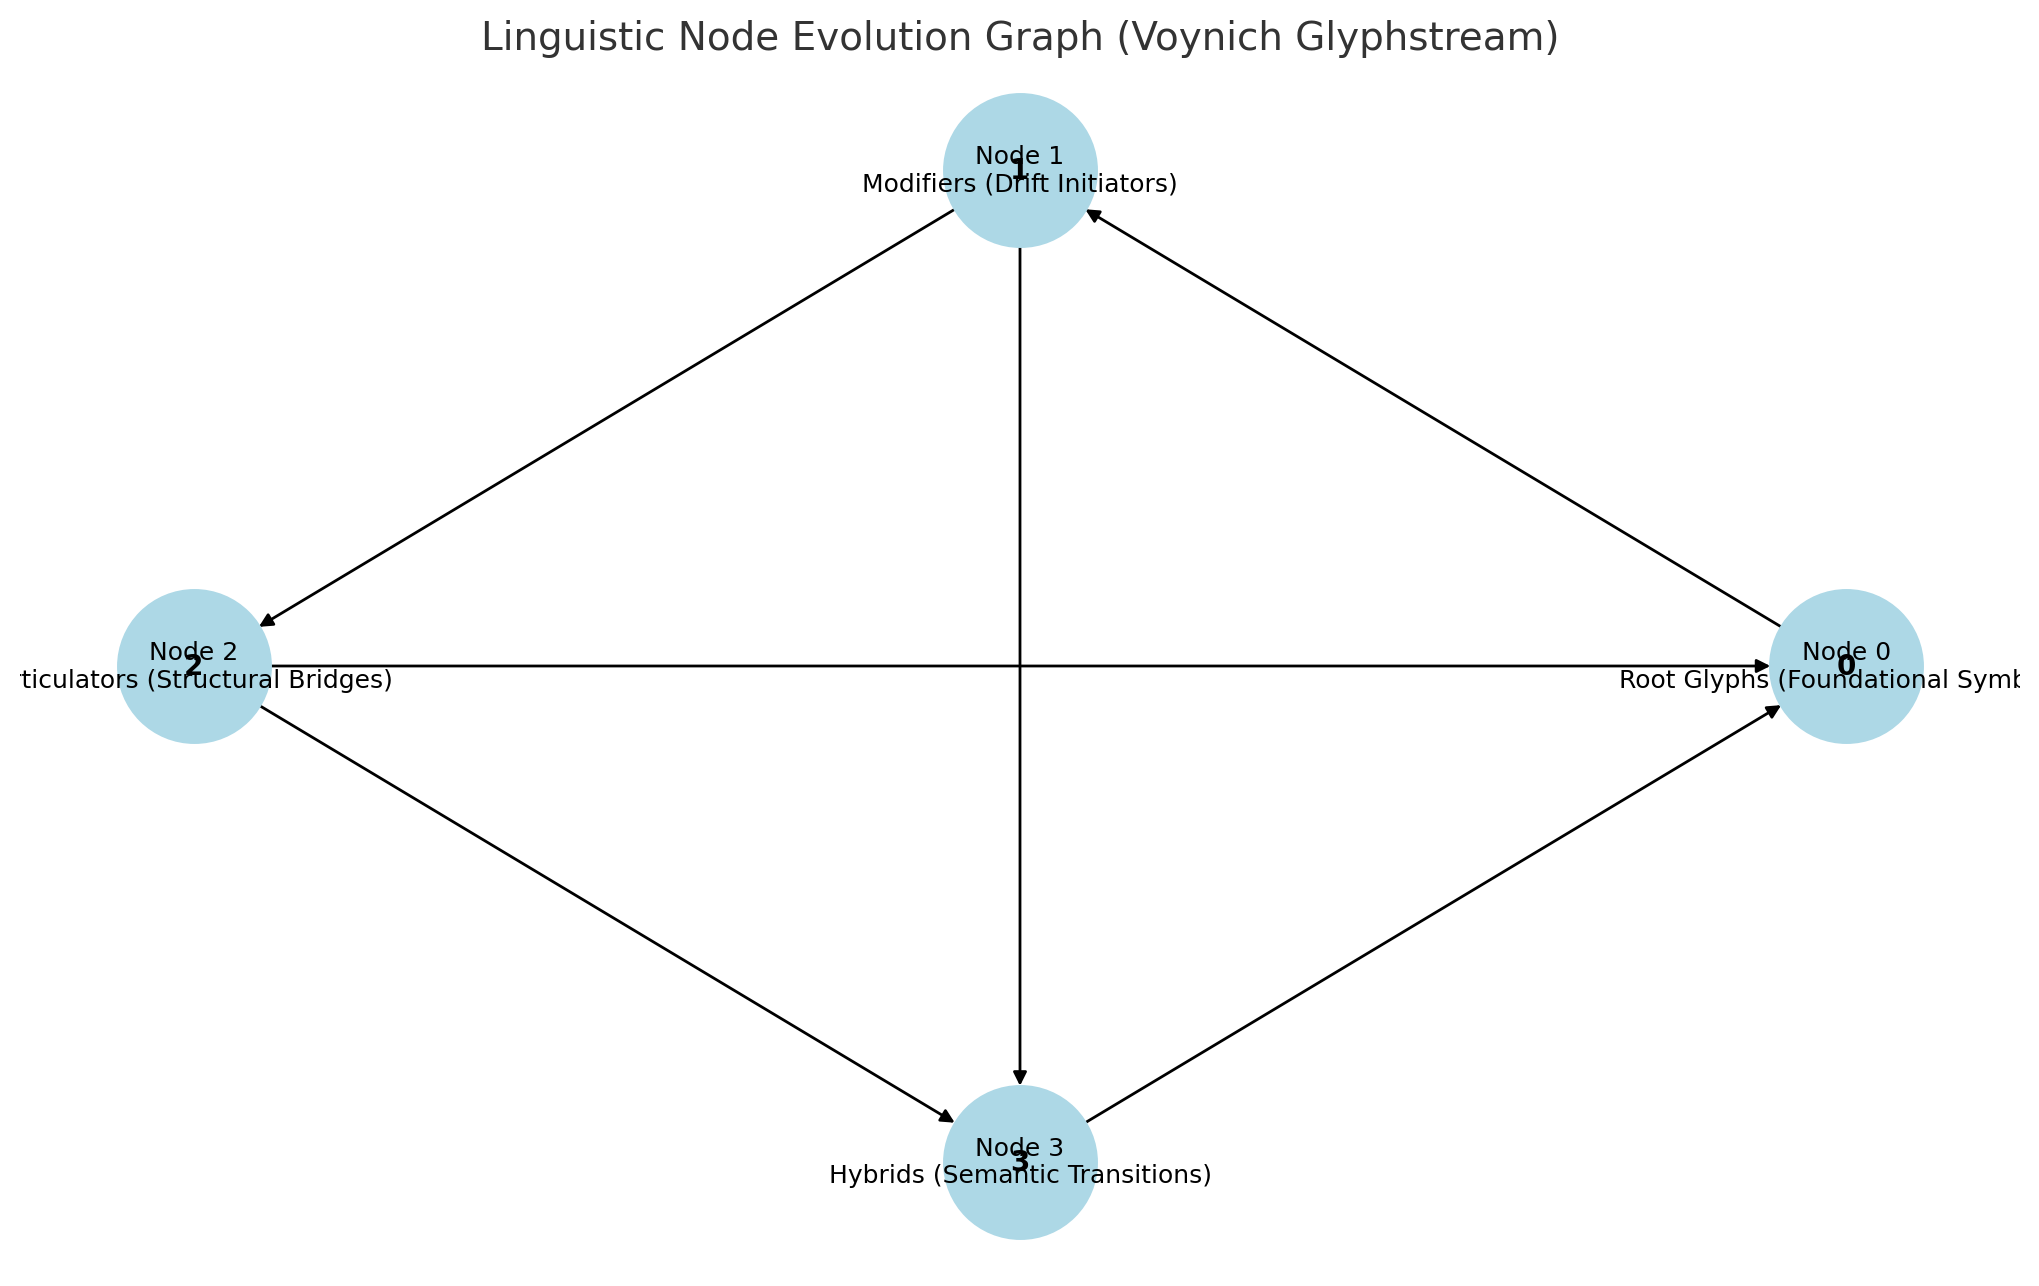 Linguistic Node Evolution Graph (Voynich Glyphstream)
Node 1
1
Modifiers (Drift Initiators)
Node 2
2
ticulators (Structural Bridges)
Node 0
0
Root Glyphs (Foundational Symb
Node 3
3
Hybrids (Semantic Transitions)